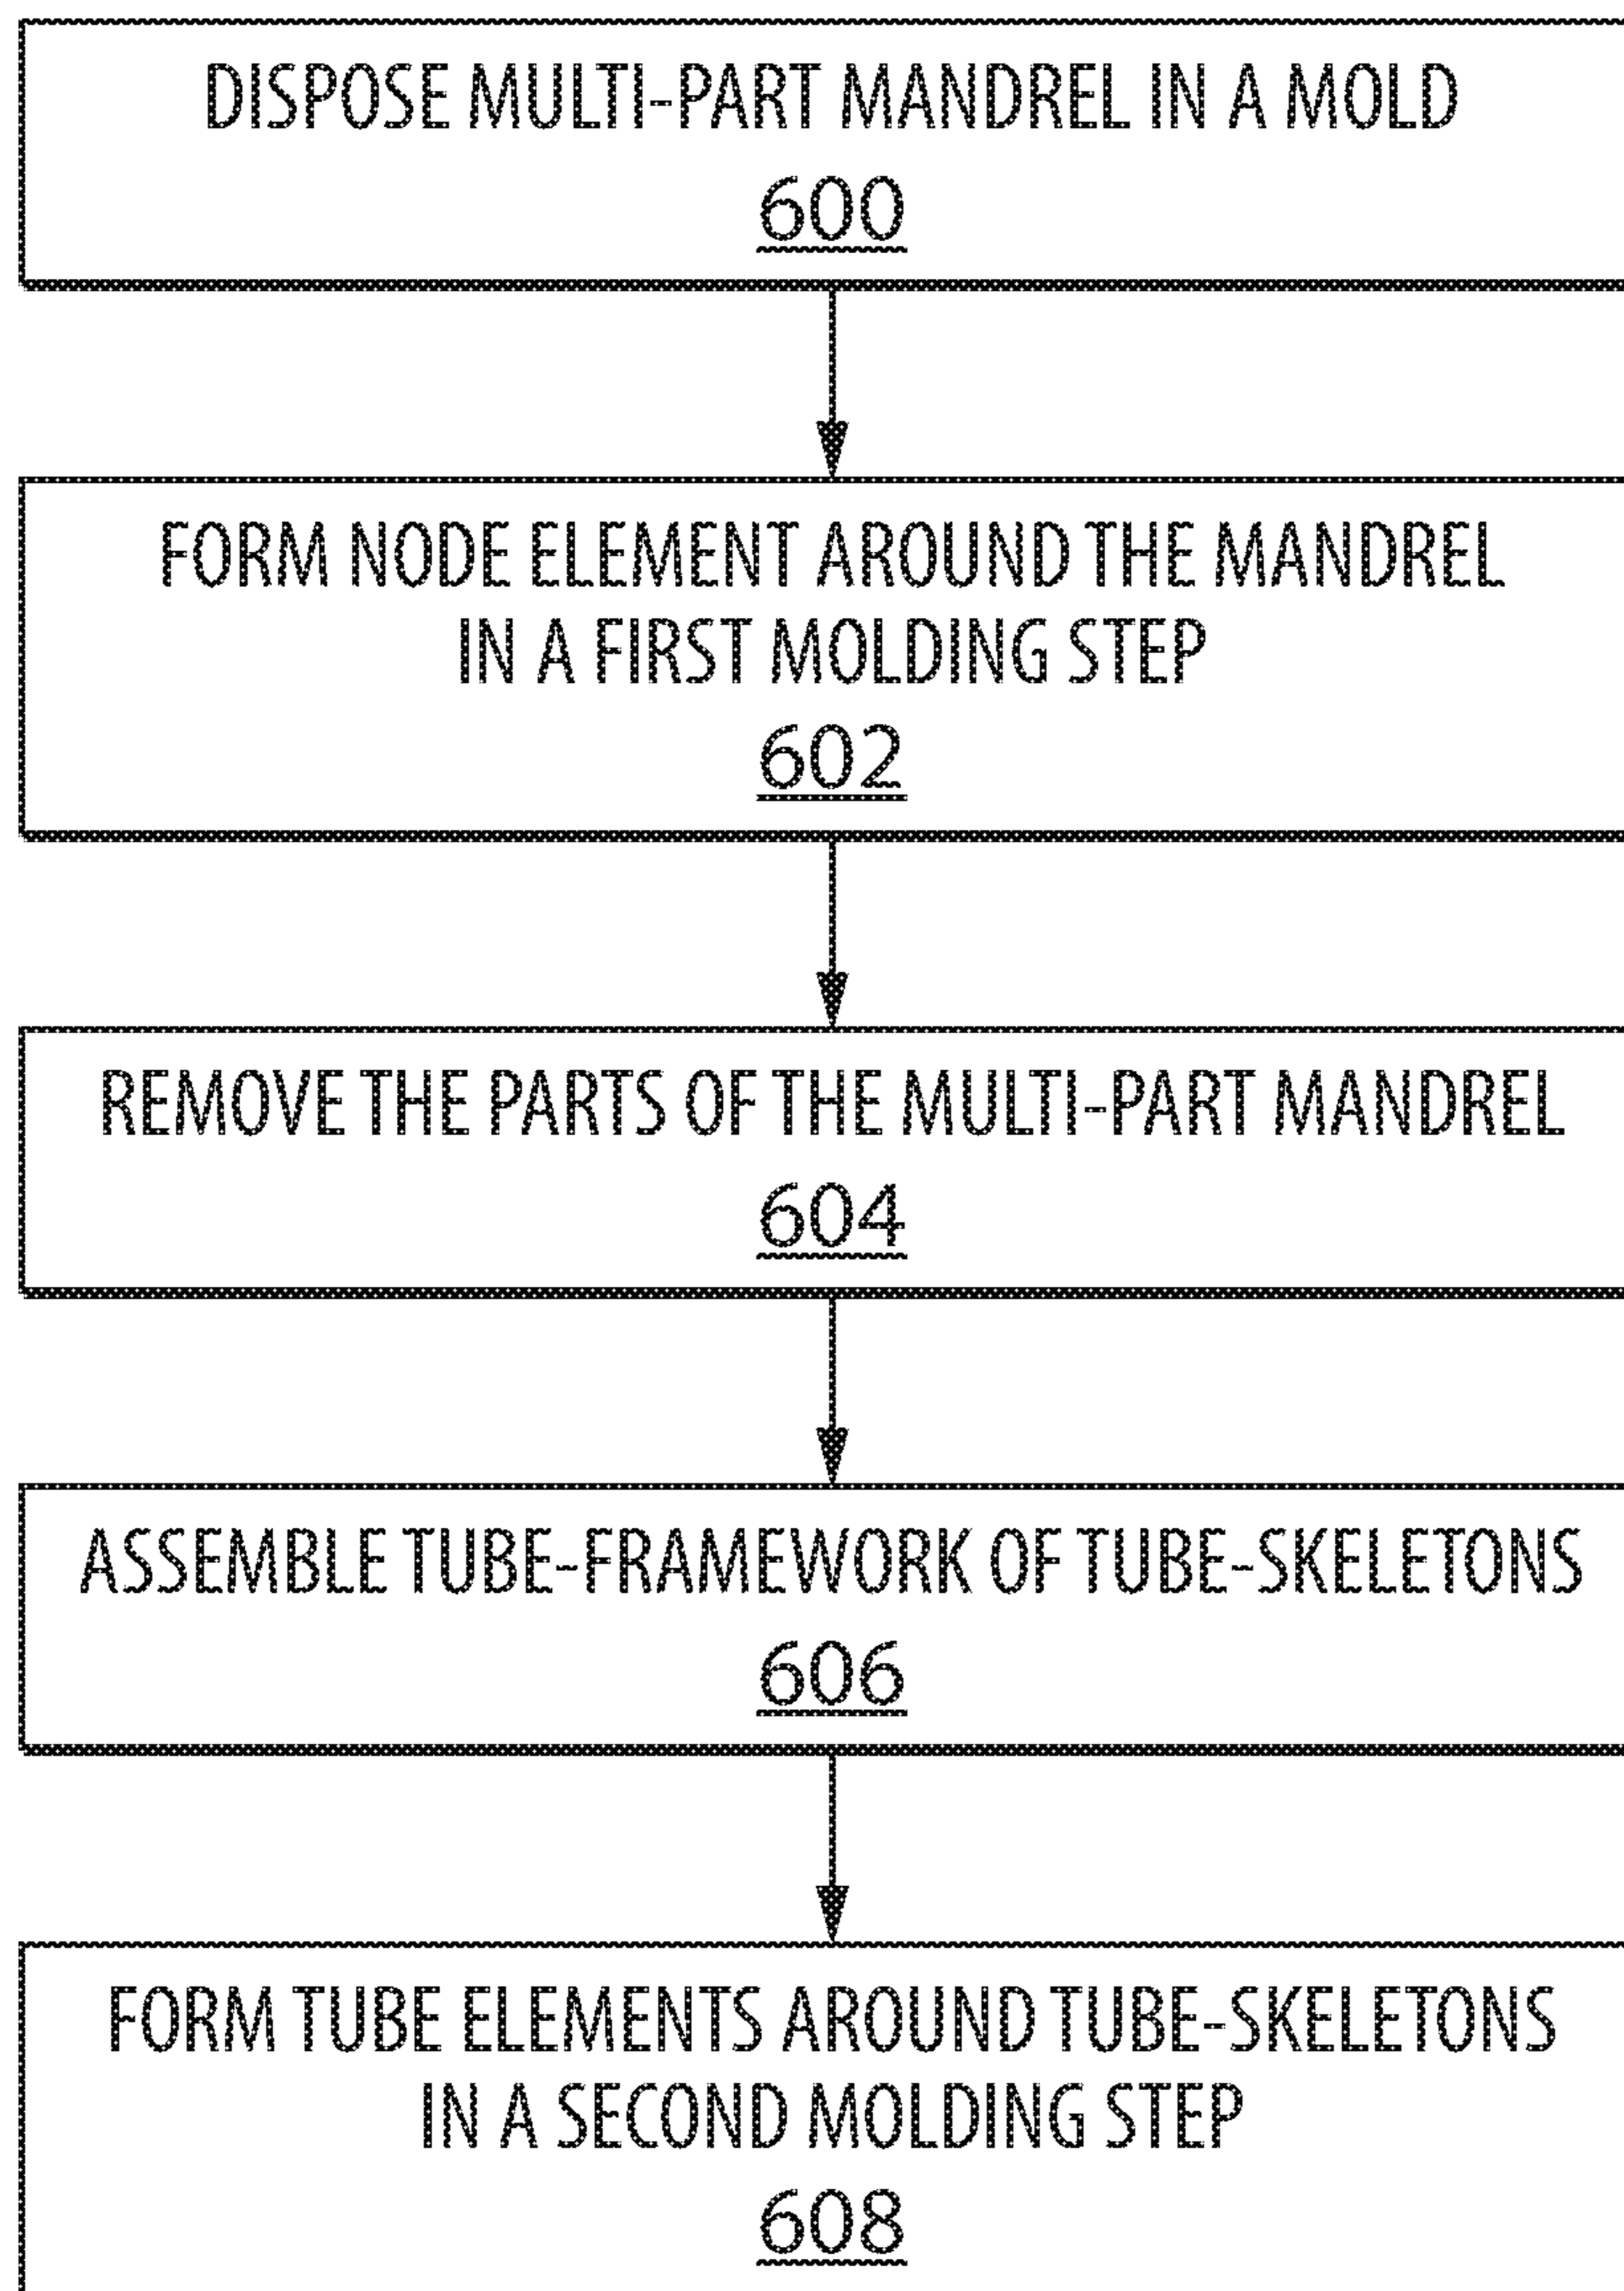 DISPOSE MULTI-PART MANDREL IN A MOLD
600
FORM NODE ELEMENT AROUND THE MANDREL
IN A FIRST MOLDING STEP
602
REMOVE THE PARTS OF THE MULTI-PART MANDREL
604
ASSEMBLE TUBE-FRAMEWORK OF TUBE-SKELETONS
606
FORM TUBE ELEMENTS AROUND TUBE-SKELETONS
IN A SECOND MOLDING STEP
608